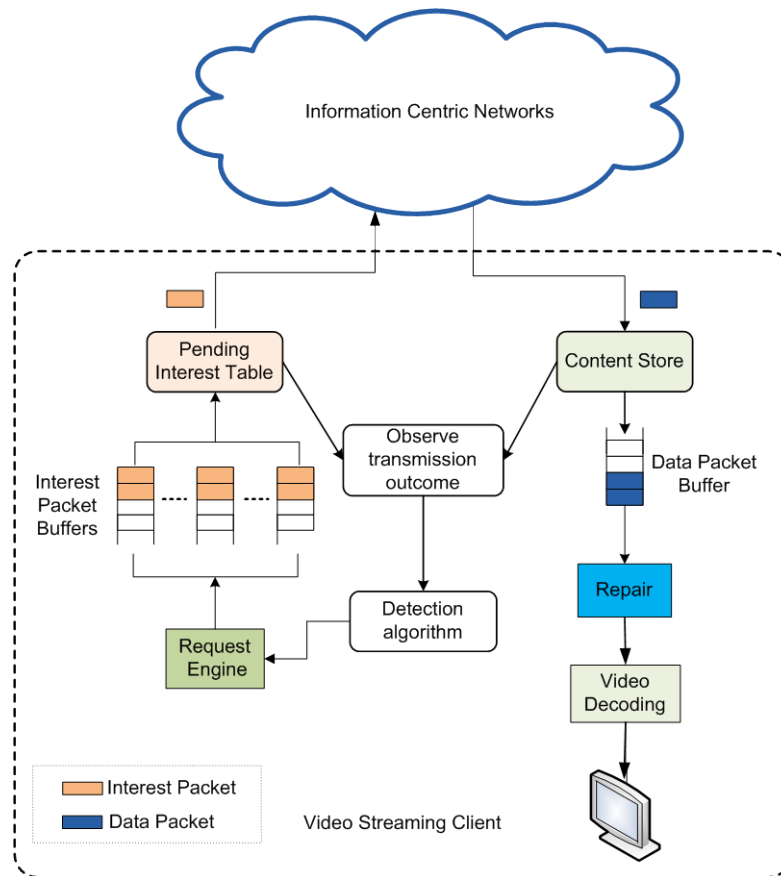 Information Centric Networks
Pending
Interest Table
Content Store
Observe
transmission
outcome
Interest
Packet
Buffers
Data Packet
Buffer
Detection
algorithm
Repair
Request
Engine
Video
Decoding
Interest Packet
Data Packet
Video Streaming Client